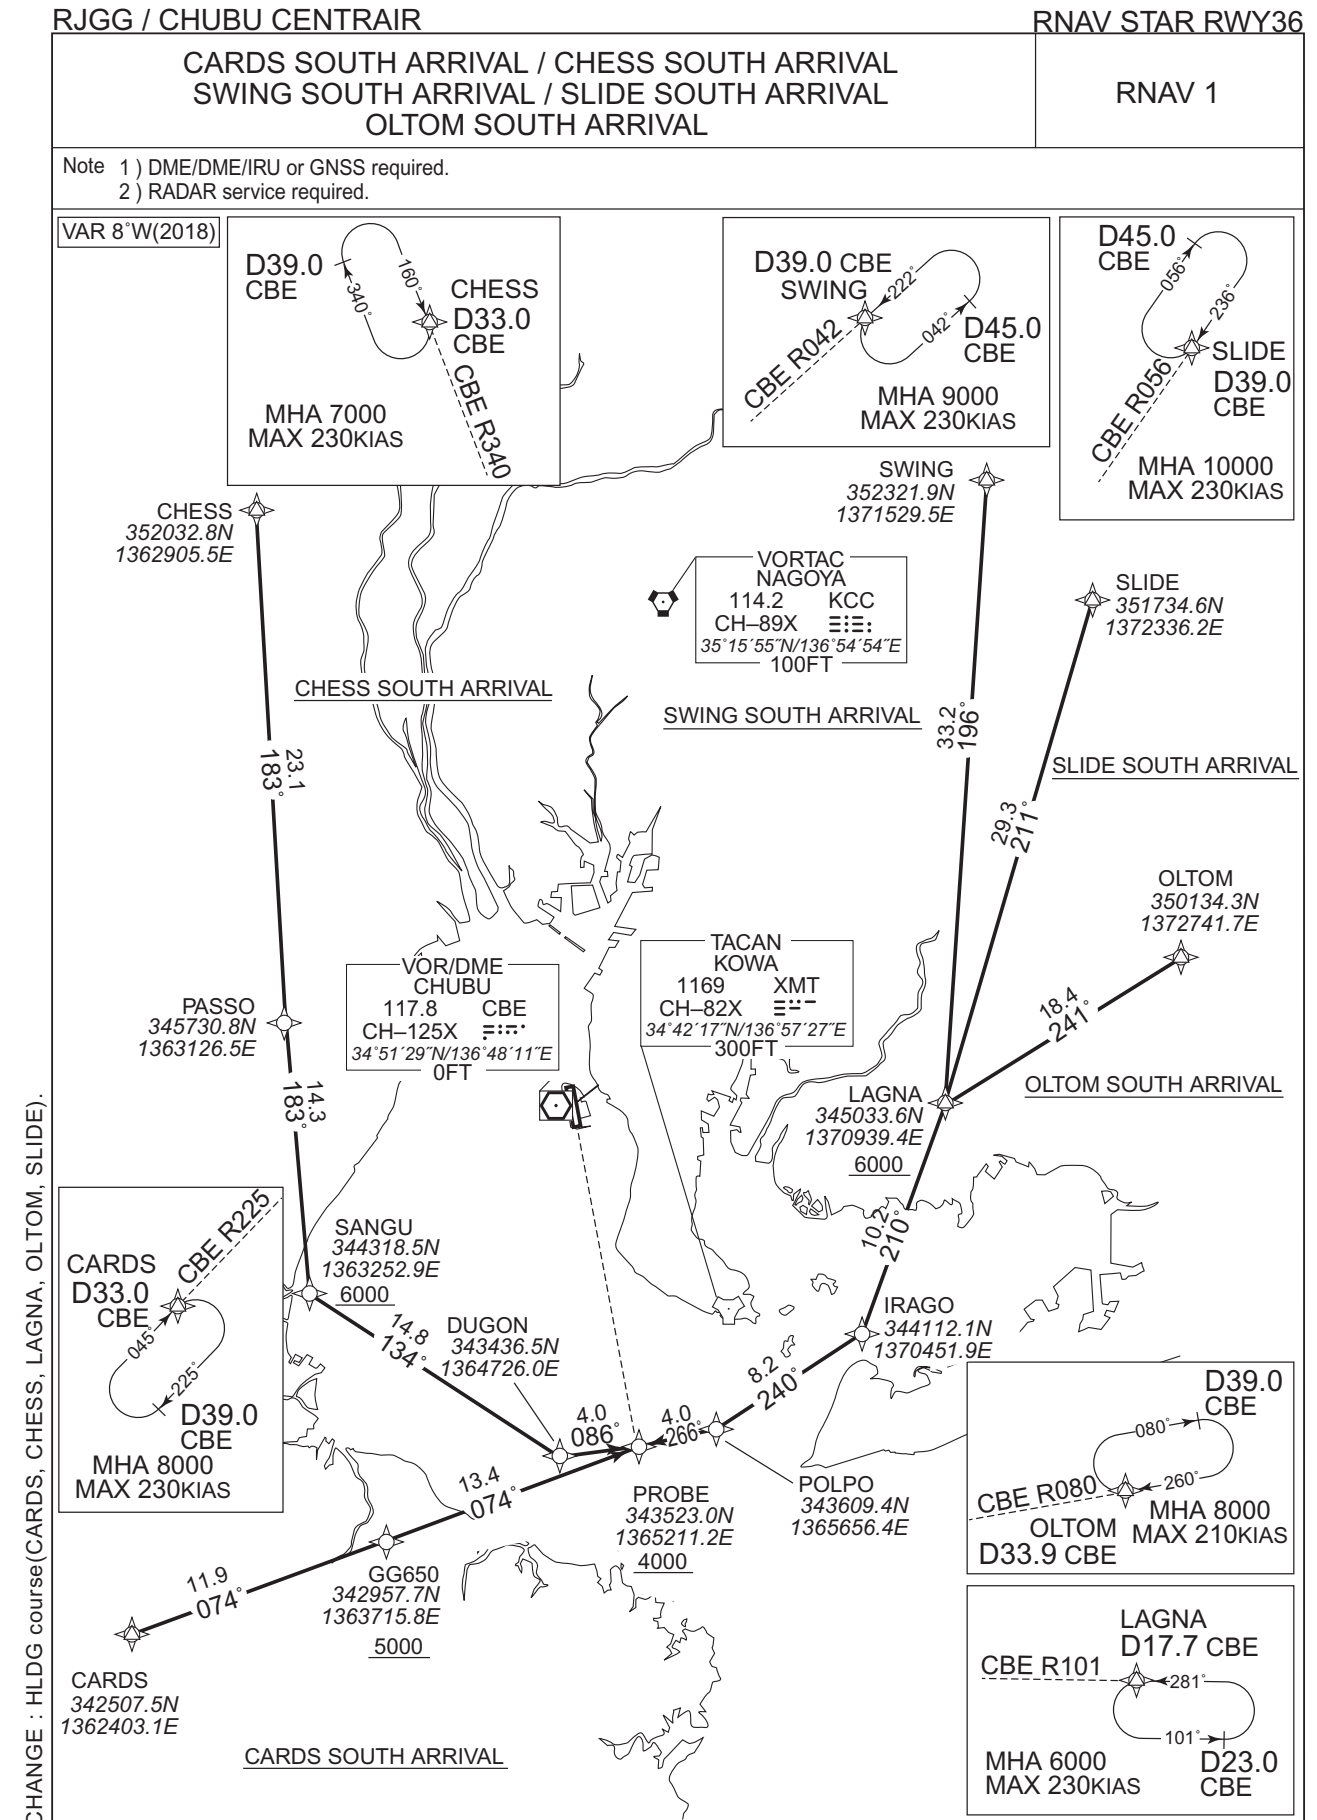 RJGG / CHUBU CENTRAIR
RNAV STAR RWY36
CARDS SOUTH ARRIVAL / CHESS SOUTH ARRIVAL
SWING SOUTH ARRIVAL / SLIDE SOUTH ARRIVAL
OLTOM SOUTH ARRIVAL
RNAV 1
Note 1 ) DME/DME/IRU or GNSS required.
2 ) RADAR service required.
VAR 8˚W(2018)
D39.0
CBE
160˚
340˚
CHESS
D33.0
CBE
CBE R340
MHA 7000
MAX 230KIAS
D39.0 CBE
SWING
222˚
042˚
D45.0
CBE
CBE R042
MHA 9000
MAX 230KIAS
D45.0
CBE
056˚
236˚
SLIDE
D39.0
CBE
CBE R056
MHA 10000
MAX 230KIAS
CHESS
352032.8N
1362905.5E
SWING
352321.9N
1371529.5E
VORTAC
NAGOYA
114.2 KCC
CH–89X
35˚15´55˝N/136˚54´54˝E
100FT
SLIDE
351734.6N
1372336.2E
CHESS SOUTH ARRIVAL
SWING SOUTH ARRIVAL
33.2
196˚
SLIDE SOUTH ARRIVAL
23.1
183˚
29.3
211˚
OLTOM
350134.3N
1372741.7E
PASSO
345730.8N
1363126.5E
VOR/DME
CHUBU
117.8 CBE
CH–125X
34˚51´29˝N/136˚48´11˝E
0FT
TACAN
KOWA
1169 XMT
CH–82X
34˚42´17˝N/136˚57´27˝E
300FT
18.4
241˚
OLTOM SOUTH ARRIVAL
14.3
183˚
LAGNA
345033.6N
1370939.4E
6000
CARDS
D33.0
CBE
CBE R225
045˚
225˚
D39.0
CBE
MHA 8000
MAX 230KIAS
SANGU
344318.5N
1363252.9E
6000
10.2
210˚
14.8
134˚
DUGON
343436.5N
1364726.0E
IRAGO
344112.1N
1370451.9E
8.2
240˚
4.0
086˚
4.0
266˚
13.4
074˚
PROBE
343523.0N
1365211.2E
4000
POLPO
343609.4N
1365656.4E
D39.0
CBE
080˚
260˚
CBE R080
OLTOM
D33.9 CBE
MHA 8000
MAX 210KIAS
11.9
074˚
GG650
342957.7N
1363715.8E
5000
CARDS
342507.5N
1362403.1E
CARDS SOUTH ARRIVAL
LAGNA
D17.7 CBE
CBE R101
281˚
101˚
D23.0
CBE
MHA 6000
MAX 230KIAS
CHANGE : HLDG course(CARDS, CHESS, LAGNA, OLTOM, SLIDE).